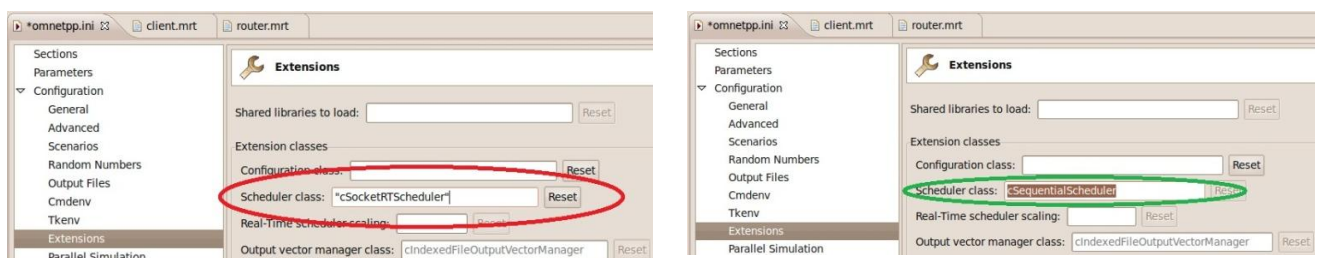 *omnetpp.ini client.mrt router.mrt
Sections
Parameters
Configuration
General
Advanced
Scenarios
Random Numbers
Output Files
Cmdenv
Tkenv
Extensions
Parallel Simulation
Extensions
Shared libraries to load: Reset
Extension classes
Configuration class: Reset
Scheduler class: "cSocketRTScheduler" Reset
Real-Time scheduler scaling: Reset
Output vector manager class: cIndexedFileOutputVectorManager Reset
*omnetpp.ini client.mrt router.mrt
Sections
Parameters
Configuration
General
Advanced
Scenarios
Random Numbers
Output Files
Cmdenv
Tkenv
Extensions
Parallel Simulation
Extensions
Shared libraries to load: Reset
Extension classes
Configuration class: Reset
Scheduler class: cSequentialScheduler Reset
Real-Time scheduler scaling: Reset
Output vector manager class: cIndexedFileOutputVectorManager Reset